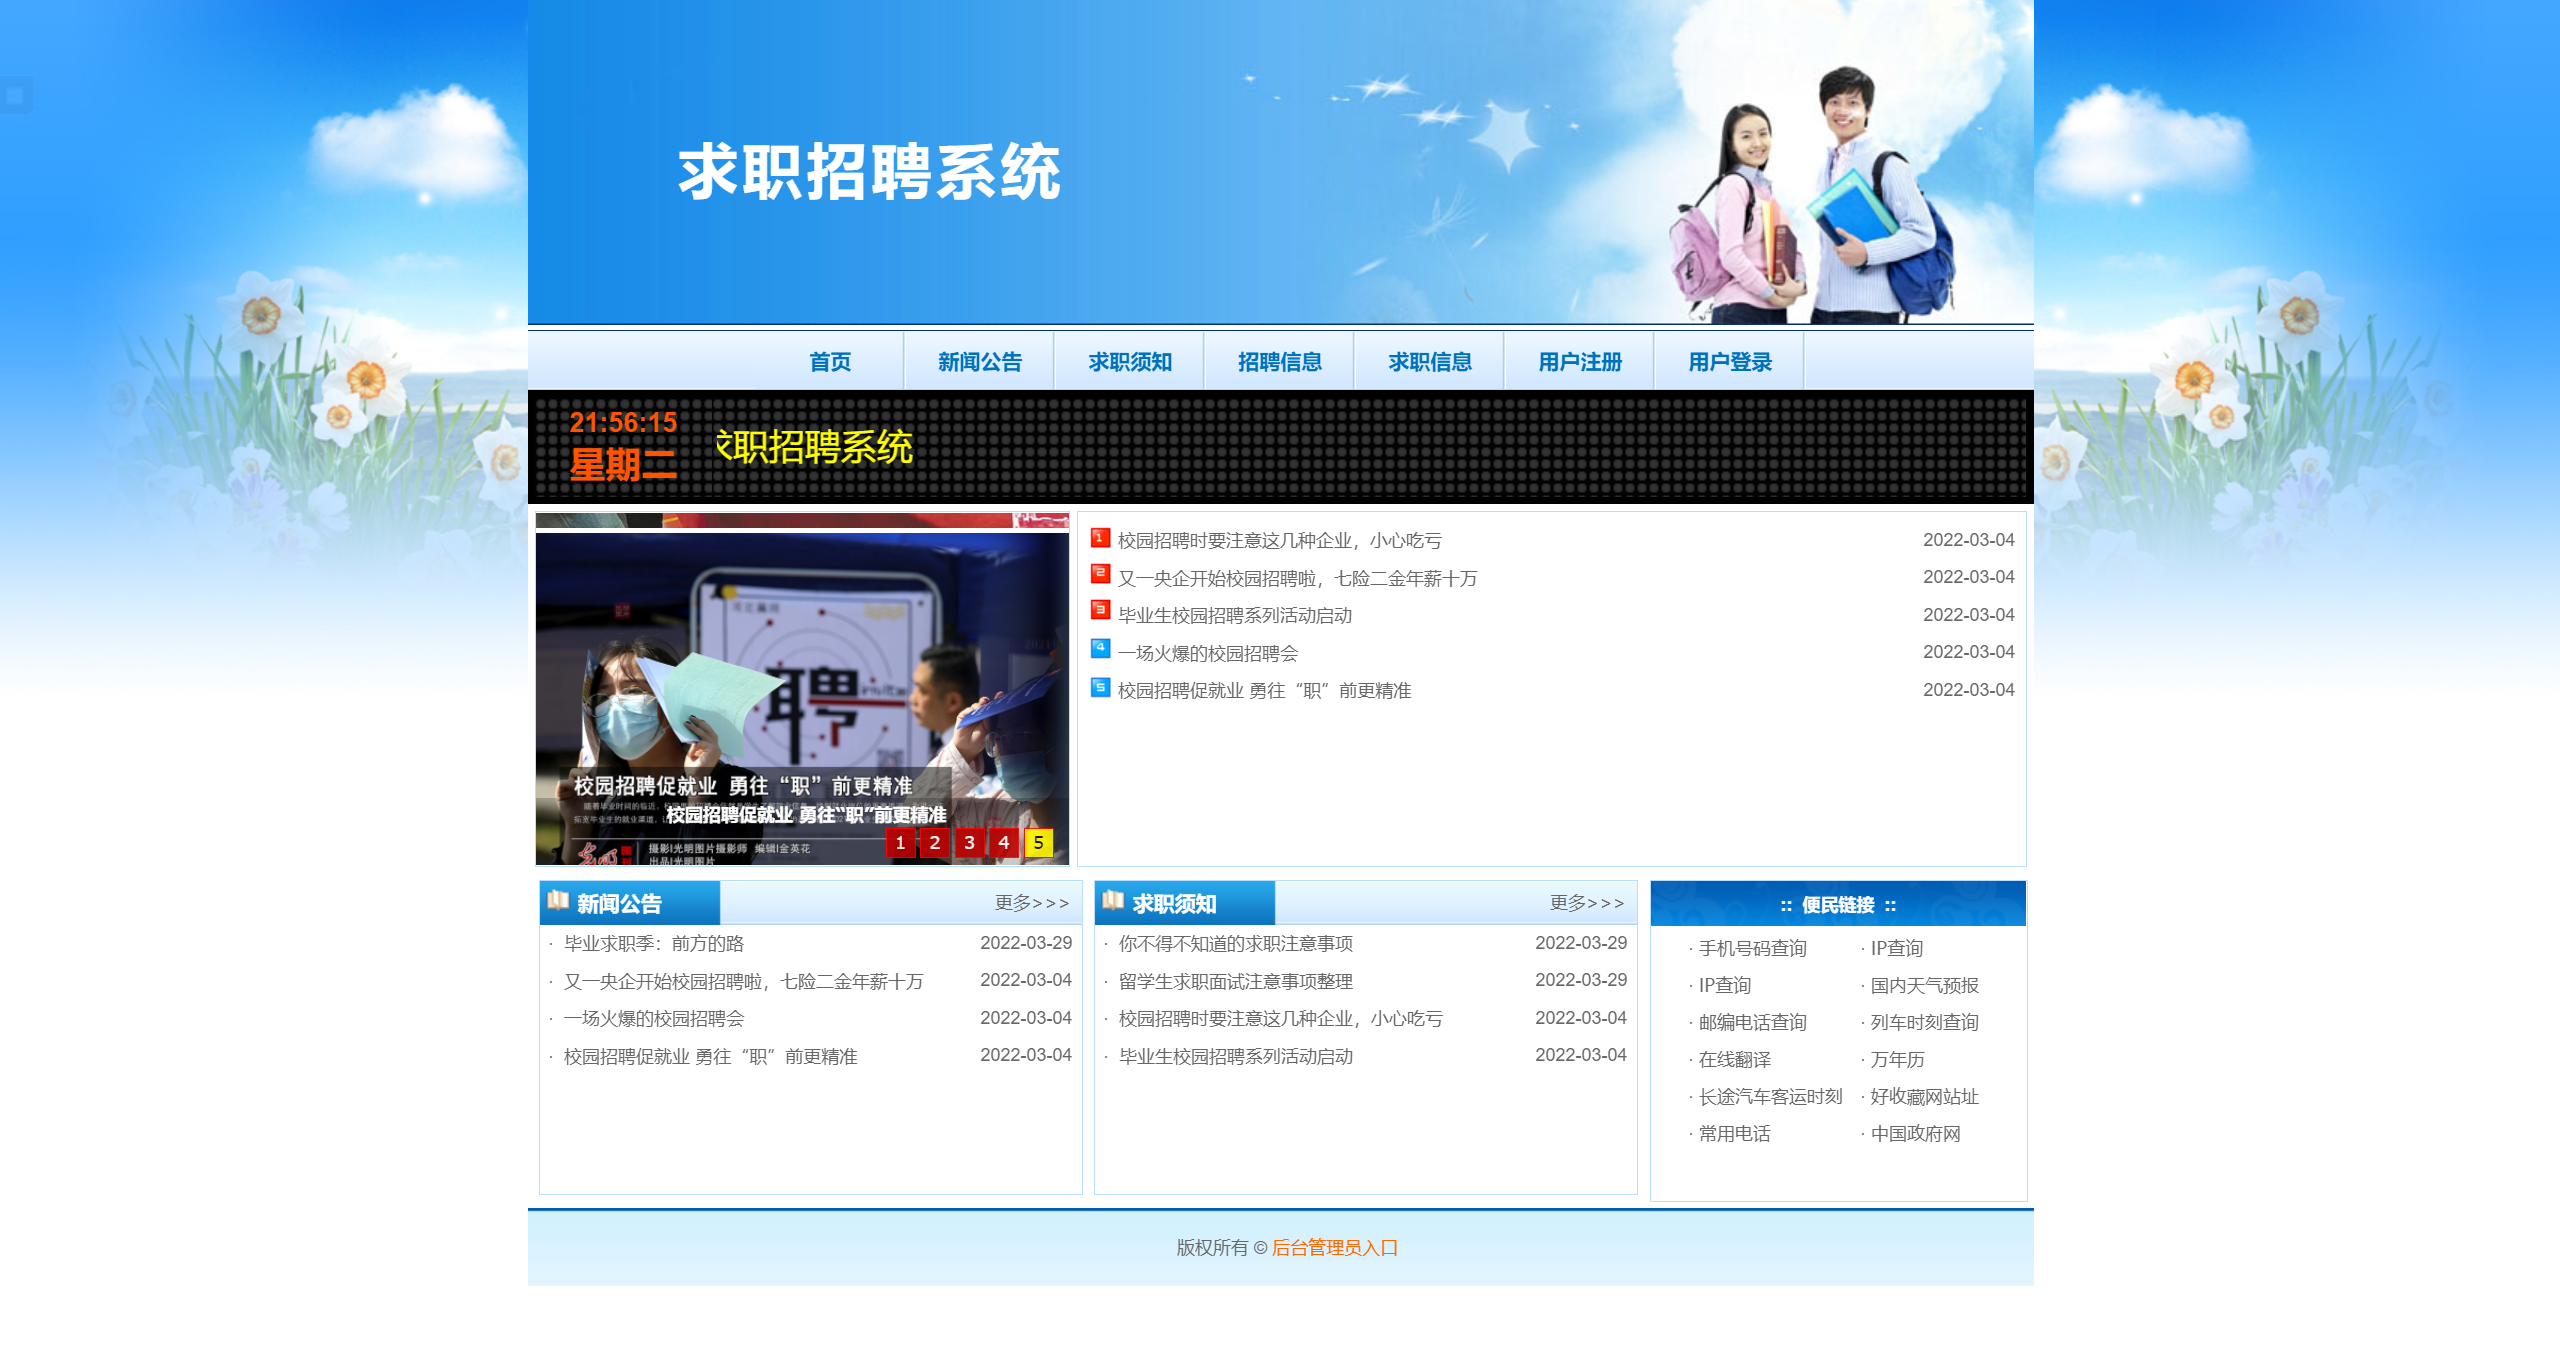 求职招聘系统
首页 新闻公告 求职须知 招聘信息 求职信息 用户注册 用户登录
21:56:15
星期二
职招聘系统
聘
校园招聘促就业 勇往“职”前更精准
校园招聘促就业 勇往“职”前更精准
摄影|光明图片摄影师 编辑|金英花
出品|光明图片
1 2 3 4 5
1 校园招聘时要注意这几种企业，小心吃亏 2022-03-04
2 又一央企开始校园招聘啦，七险二金年薪十万 2022-03-04
3 毕业生校园招聘系列活动启动 2022-03-04
4 一场火爆的校园招聘会 2022-03-04
5 校园招聘促就业 勇往“职”前更精准 2022-03-04
新闻公告 更多>>>
· 毕业求职季：前方的路 2022-03-29
· 又一央企开始校园招聘啦，七险二金年薪十万 2022-03-04
· 一场火爆的校园招聘会 2022-03-04
· 校园招聘促就业 勇往“职”前更精准 2022-03-04
求职须知 更多>>>
· 你不得不知道的求职注意事项 2022-03-29
· 留学生求职面试注意事项整理 2022-03-29
· 校园招聘时要注意这几种企业，小心吃亏 2022-03-04
· 毕业生校园招聘系列活动启动 2022-03-04
:: 便民链接 ::
· 手机号码查询 · IP查询
· IP查询 · 国内天气预报
· 邮编电话查询 · 列车时刻查询
· 在线翻译 · 万年历
· 长途汽车客运时刻 · 好收藏网站址
· 常用电话 · 中国政府网
版权所有 © 后台管理员入口